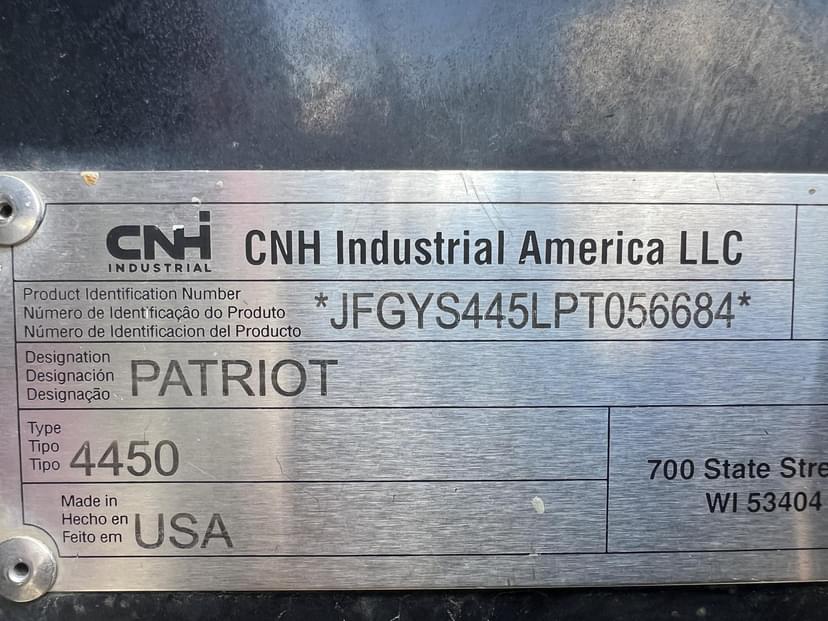 CNH
INDUSTRIAL
CNH Industrial America LLC
Product Identification Number
Número de Identificação do Produto
Número de Identificacion del Producto
*JFGYS445LPT056684*
Designation
Designación
Designação
PATRIOT
Type
Tipo
Tipo
4450
700 State Stre
WI 53404
Made in
Hecho en
Feito em
USA